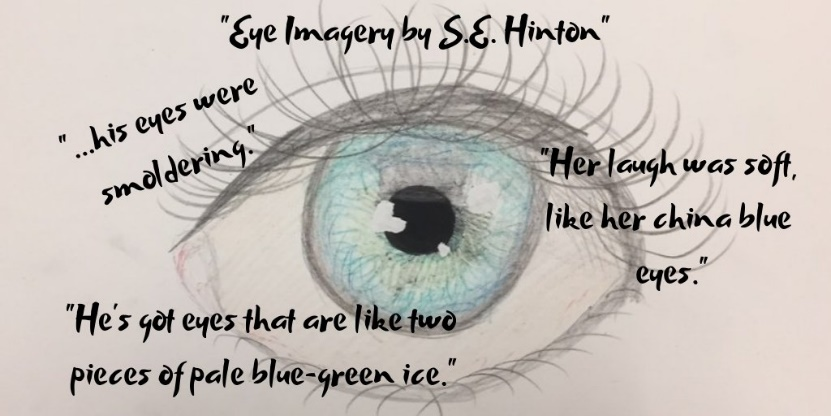 "Eye Imagery by S.E. Hinton"
"...his eyes were
smoldering."
"Her laugh was soft,
like her china blue
eyes."
"He's got eyes that are like two
pieces of pale blue-green ice."